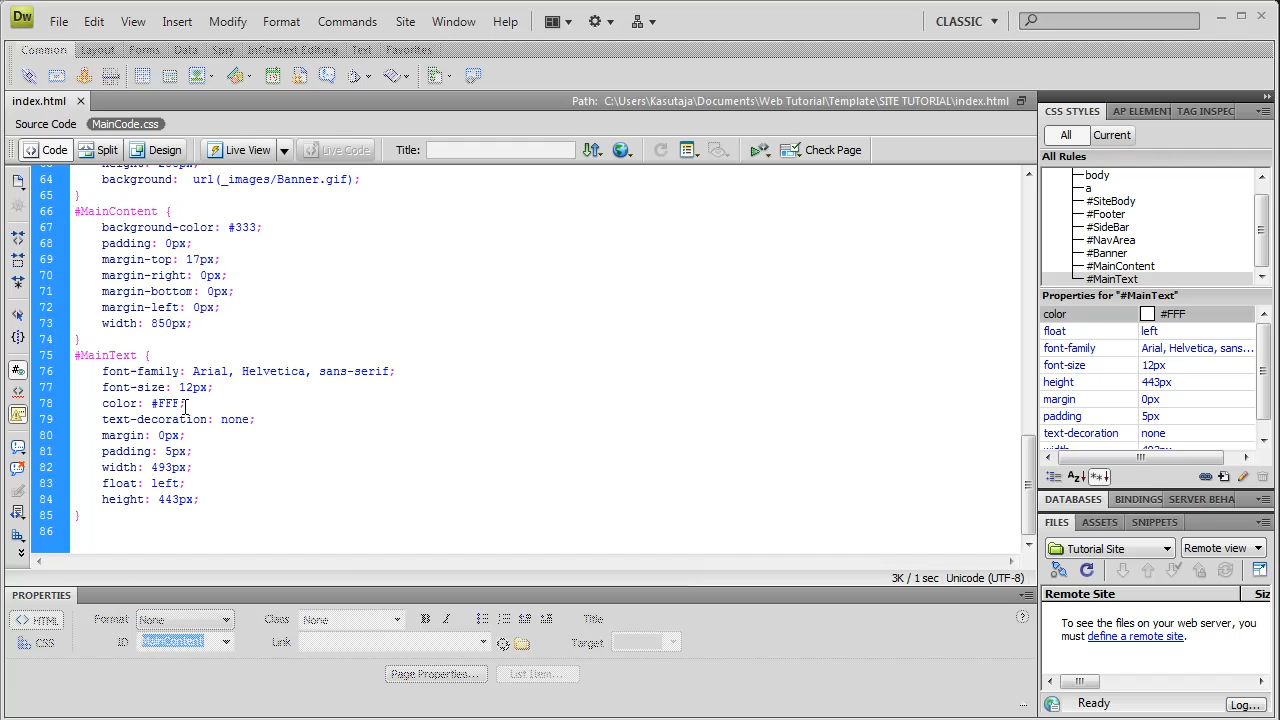 Dw File Edit View Insert Modify Format Commands Site Window Help CLASSIC
Common
Favorites
index.html
Path: C:\Users\Kasutaja\Documents\Web Tutorial\Template\SITE TUTORIAL\index.html
Source Code MainCode.css
Code Split Design Live View Live Code Title: Check Page
64 background: url(_images/Banner.gif);
65 }
66 #MainContent {
67 background-color: #333;
68 padding: 0px;
69 margin-top: 17px;
70 margin-right: 0px;
71 margin-bottom: 0px;
72 margin-left: 0px;
73 width: 850px;
74 }
75 #MainText {
76 font-family: Arial, Helvetica, sans-serif;
77 font-size: 12px;
78 color: #FFF;
79 text-decoration: none;
80 margin: 0px;
81 padding: 5px;
82 width: 493px;
83 float: left;
84 height: 443px;
85 }
86
3K / 1 sec Unicode (UTF-8)
PROPERTIES
HTML Format None Class None B I Title
CSS ID MainContent Link Target
Page Properties... List Item...
CSS STYLES AP ELEMENT TAG INSPEC
All Current
All Rules
body
a
#SiteBody
#Footer
#SideBar
#NavArea
#Banner
#MainContent
#MainText
Properties for "#MainText"
color #FFF
float left
font-family Arial, Helvetica, sans...
font-size 12px
height 443px
margin 0px
padding 5px
text-decoration none
DATABASES BINDINGS SERVER BEHA
FILES ASSETS SNIPPETS
Tutorial Site Remote view
Remote Site Siz
To see the files on your web server, you
must define a remote site.
Ready Log...